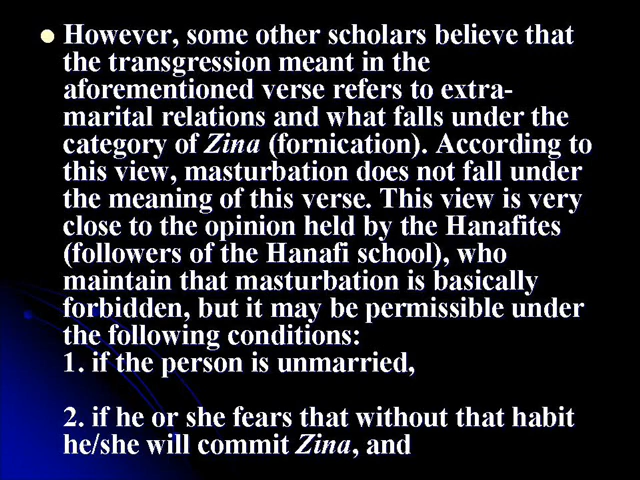 However, some other scholars believe that
the transgression meant in the
aforementioned verse refers to extra-
marital relations and what falls under the
category of Zina (fornication). According to
this view, masturbation does not fall under
the meaning of this verse. This view is very
close to the opinion held by the Hanafites
(followers of the Hanafi school), who
maintain that masturbation is basically
forbidden, but it may be permissible under
the following conditions:
1. if the person is unmarried,
2. if he or she fears that without that habit
he/she will commit Zina, and